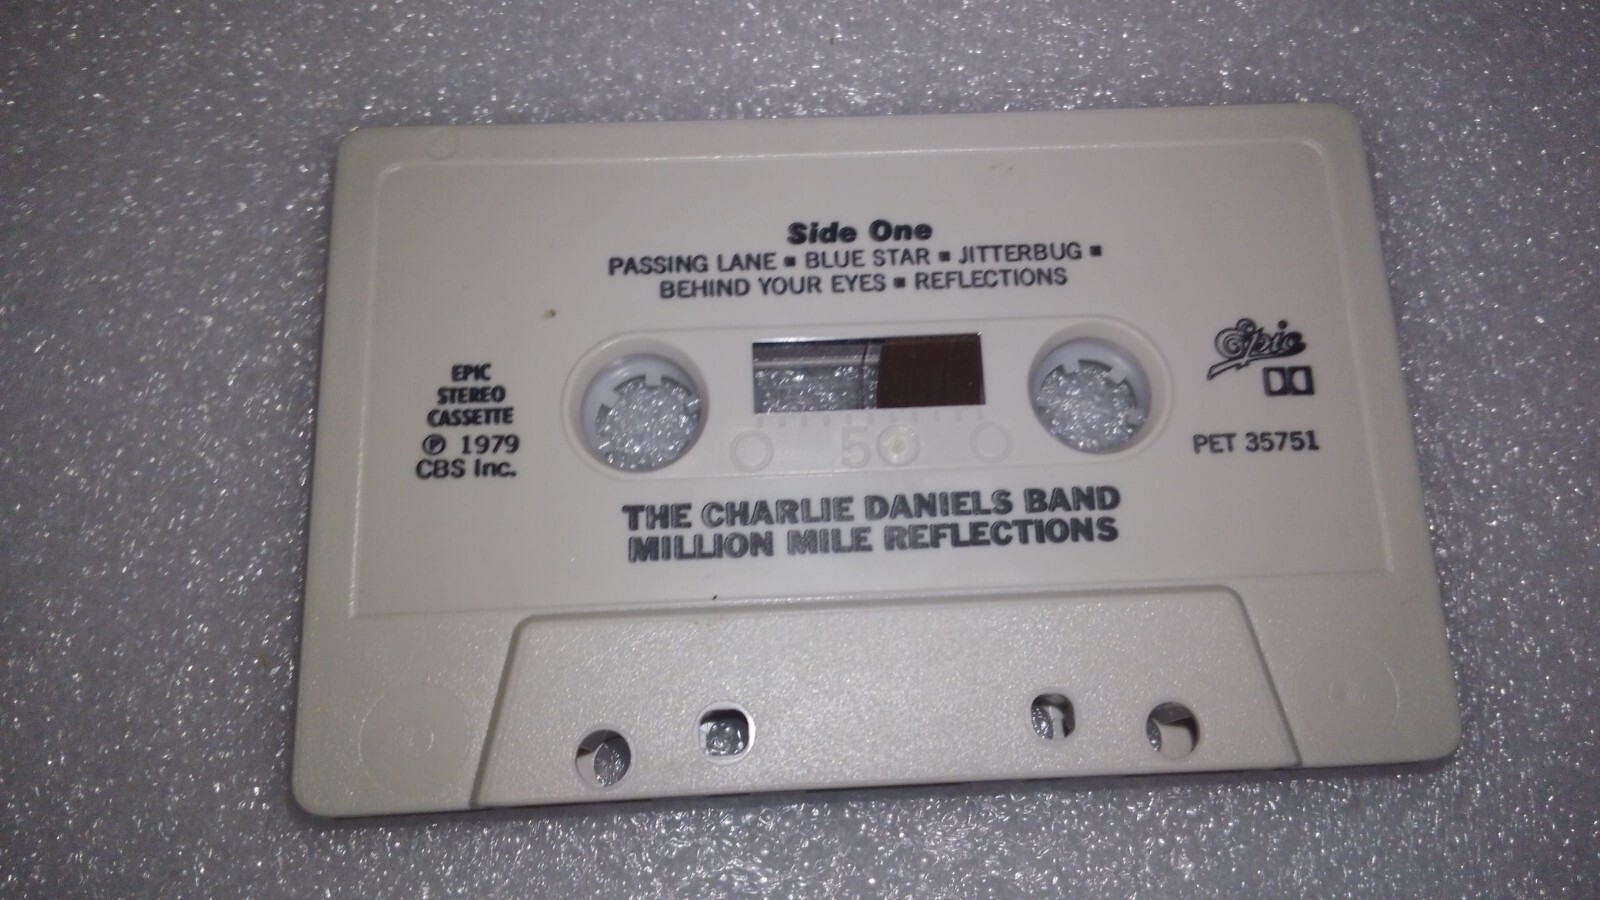 Side One
PASSING LANE ▪ BLUE STAR ▪ JITTERBUG ▪
BEHIND YOUR EYES ▪ REFLECTIONS
EPIC
STEREO
CASSETTE
℗ 1979
CBS Inc.
Epic
PET 35751
50
THE CHARLIE DANIELS BAND
MILLION MILE REFLECTIONS